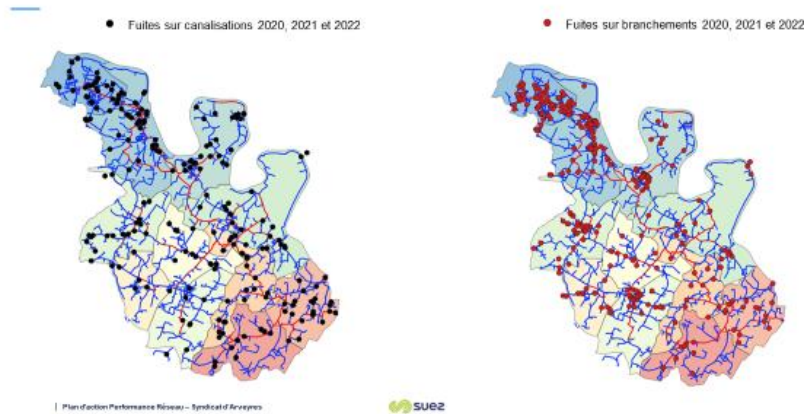 Fuites sur canalisations 2020, 2021 et 2022
Fuites sur branchements 2020, 2021 et 2022
| Plan d'action Performance Réseau – Syndicat d'Arveyres
suez